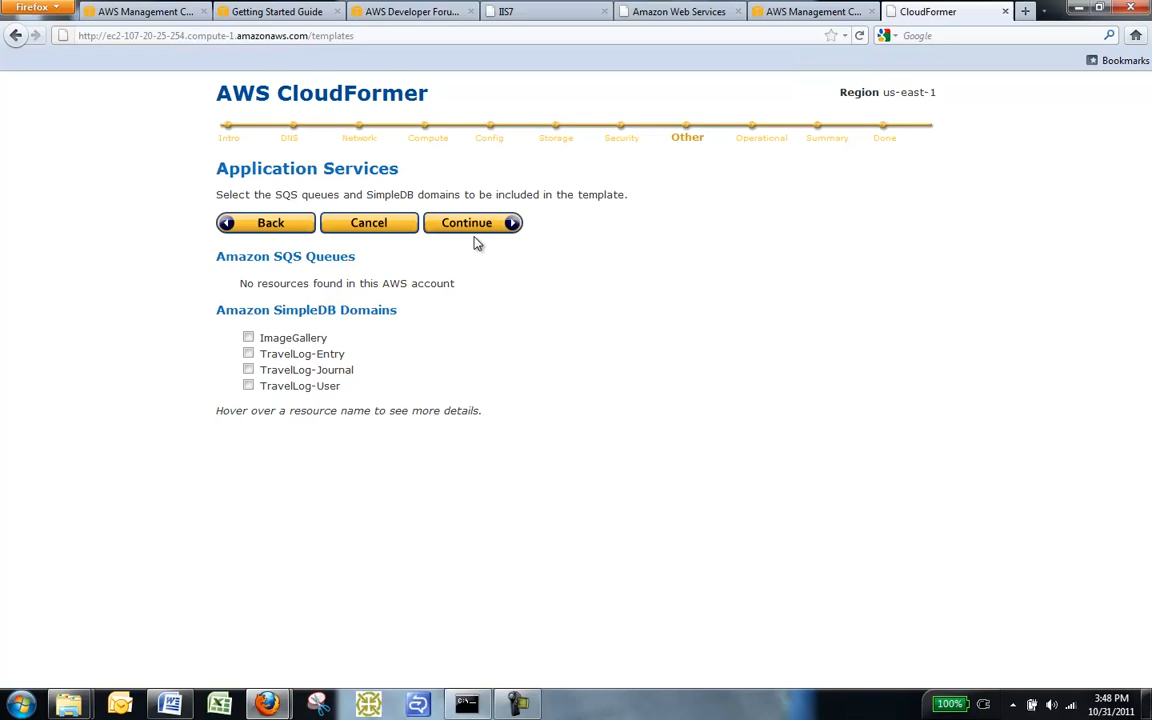 Firefox
AWS Management C...
Getting Started Guide
AWS Developer Foru...
IIS7
Amazon Web Services
AWS Management C...
CloudFormer
http://ec2-107-20-25-254.compute-1.amazonaws.com/templates
Google
Bookmarks
AWS CloudFormer
Region us-east-1
Intro
DNS
Network
Compute
Config
Storage
Security
Other
Operational
Summary
Done
Application Services
Select the SQS queues and SimpleDB domains to be included in the template.
Back
Cancel
Continue
Amazon SQS Queues
No resources found in this AWS account
Amazon SimpleDB Domains
ImageGallery
TravelLog-Entry
TravelLog-Journal
TravelLog-User
Hover over a resource name to see more details.
100%
3:48 PM
10/31/2011